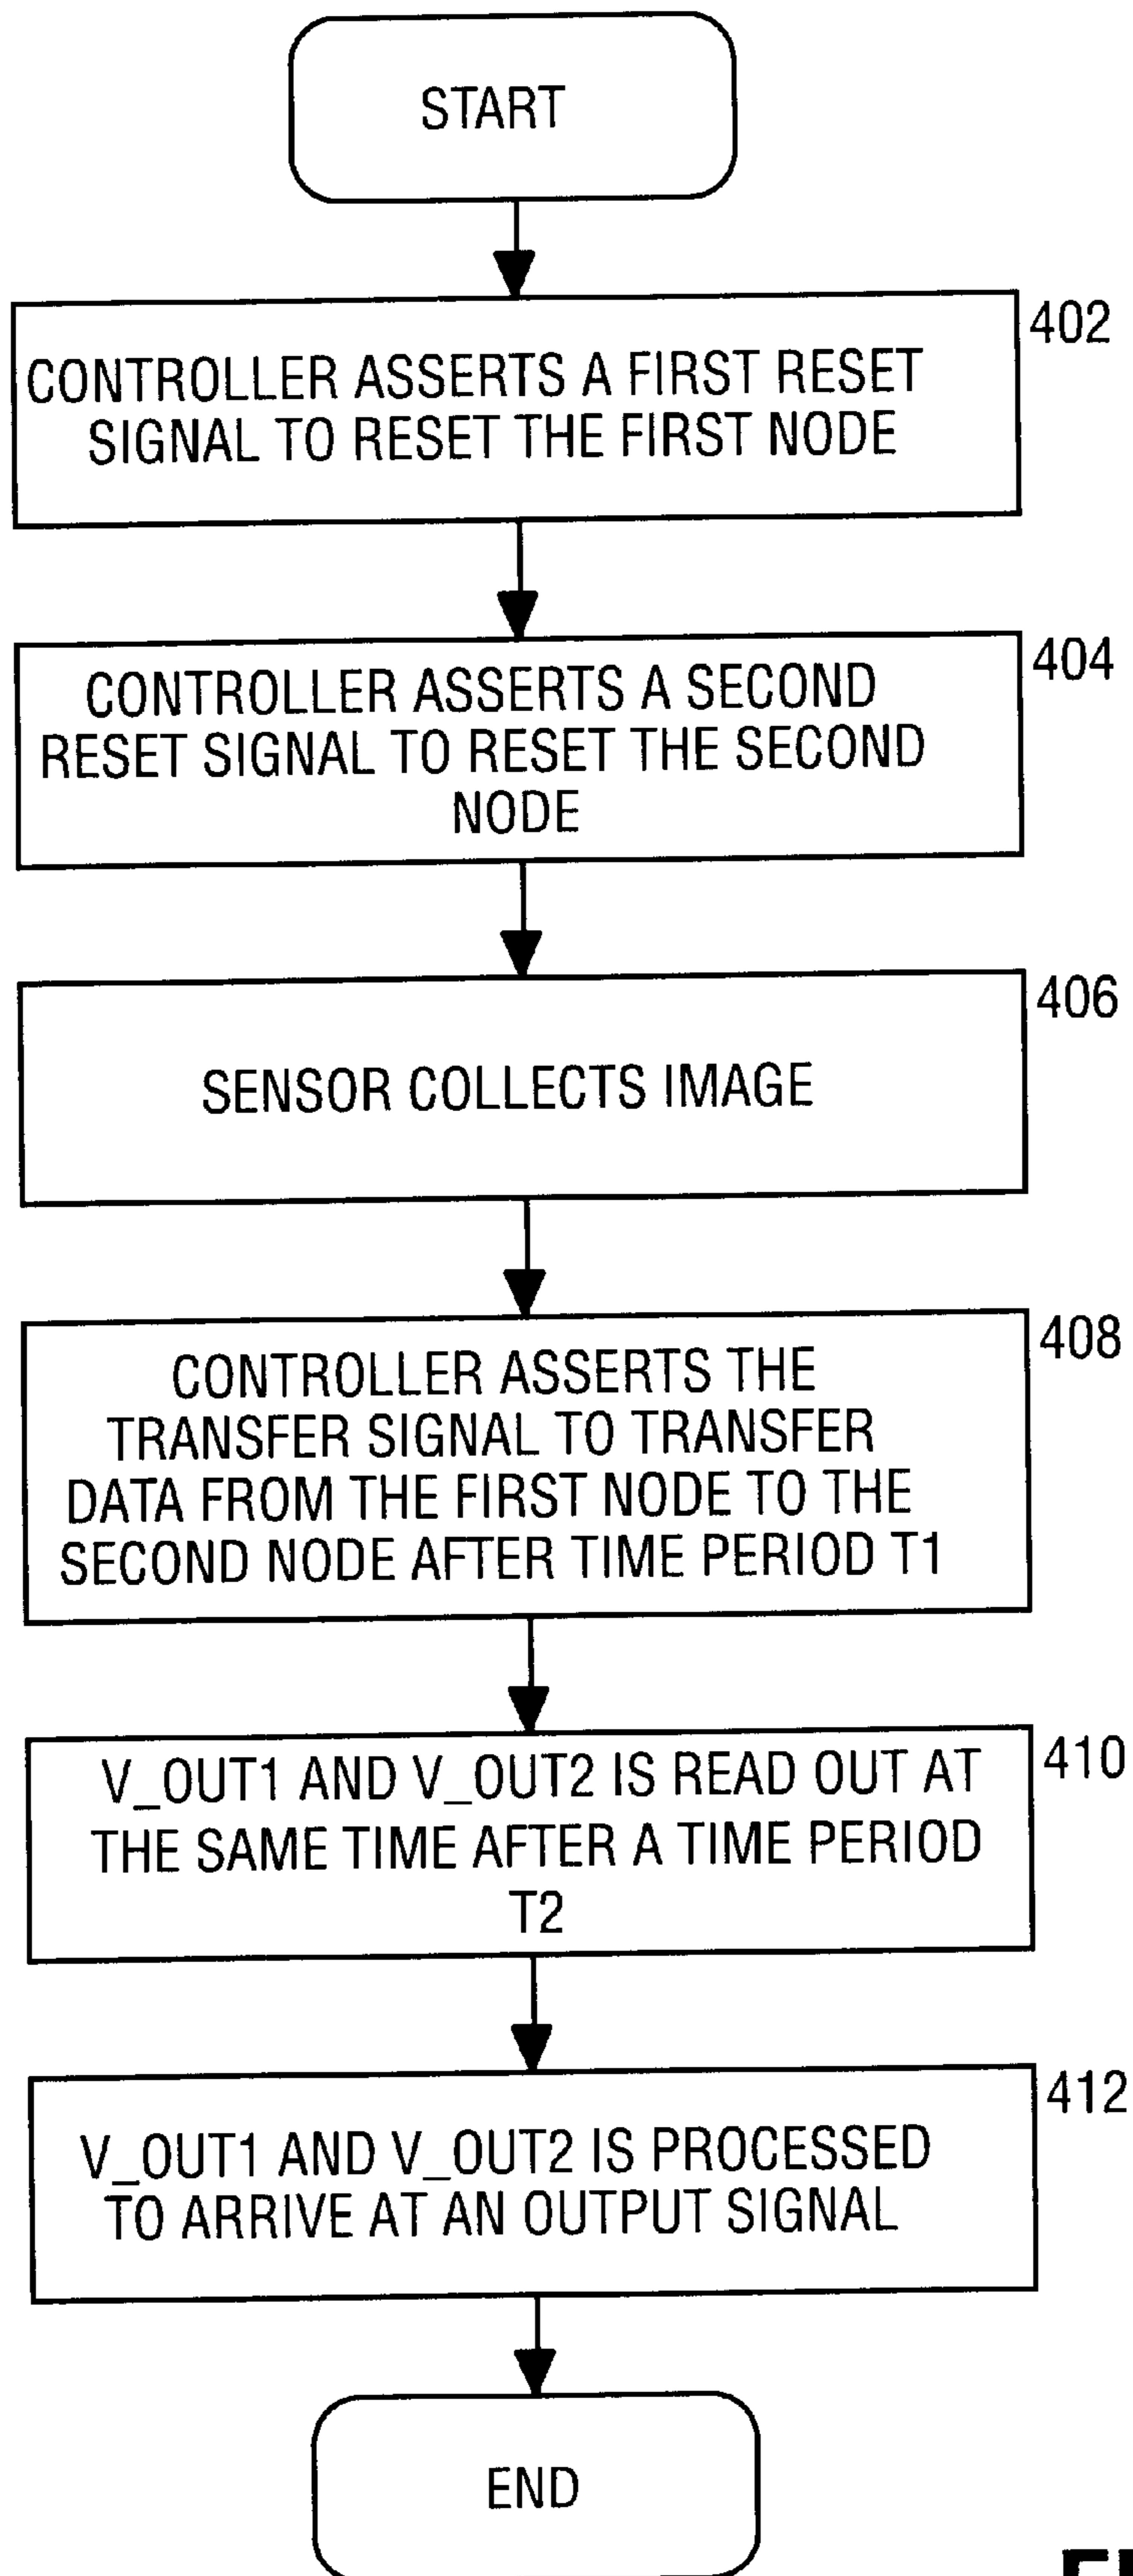 START
402
CONTROLLER ASSERTS A FIRST RESET
SIGNAL TO RESET THE FIRST NODE
404
CONTROLLER ASSERTS A SECOND
RESET SIGNAL TO RESET THE SECOND
NODE
406
SENSOR COLLECTS IMAGE
408
CONTROLLER ASSERTS THE
TRANSFER SIGNAL TO TRANSFER
DATA FROM THE FIRST NODE TO THE
SECOND NODE AFTER TIME PERIOD T1
410
V_OUT1 AND V_OUT2 IS READ OUT AT
THE SAME TIME AFTER A TIME PERIOD
T2
412
V_OUT1 AND V_OUT2 IS PROCESSED
TO ARRIVE AT AN OUTPUT SIGNAL
END